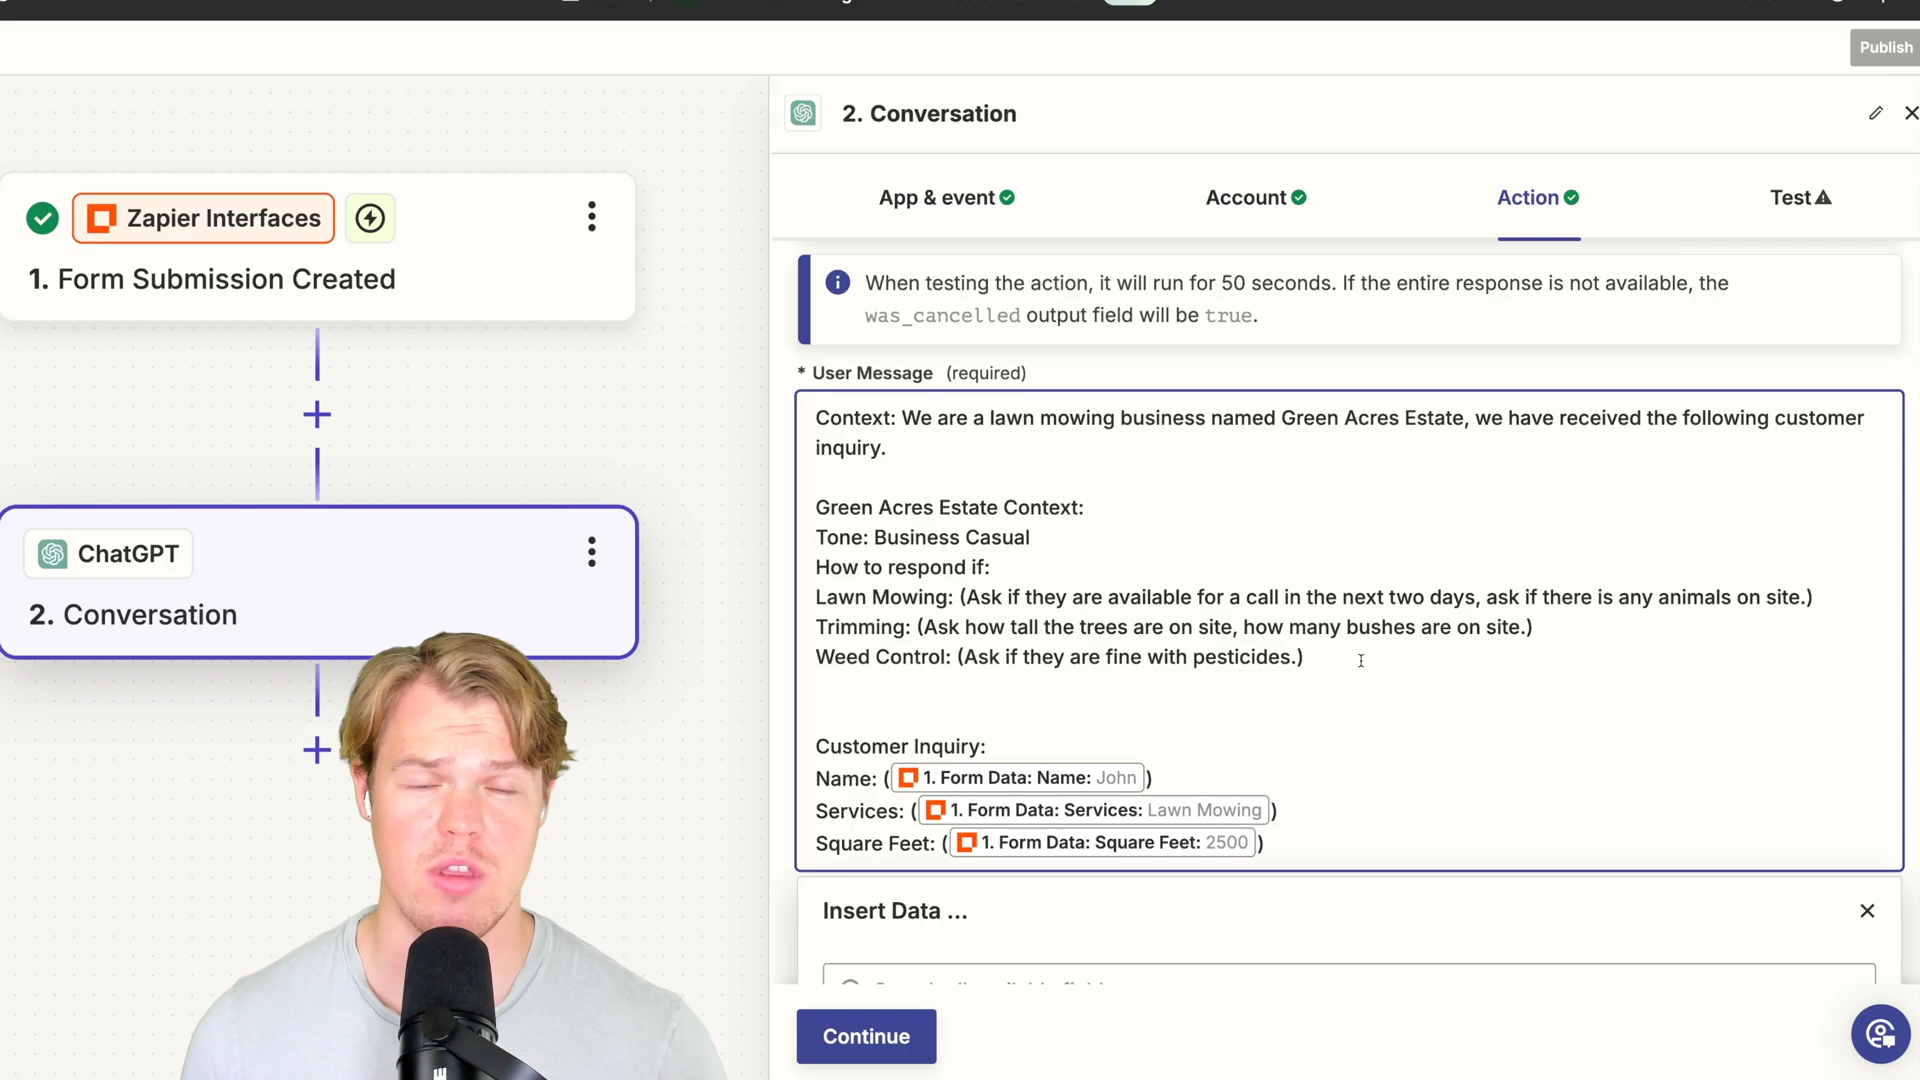 Publish
2. Conversation
App & event
Account
Action
Test
Zapier Interfaces
1. Form Submission Created
When testing the action, it will run for 50 seconds. If the entire response is not available, the
was_cancelled output field will be true.
* User Message (required)
Context: We are a lawn mowing business named Green Acres Estate, we have received the following customer
inquiry.
Green Acres Estate Context:
Tone: Business Casual
How to respond if:
Lawn Mowing: (Ask if they are available for a call in the next two days, ask if there is any animals on site.)
Trimming: (Ask how tall the trees are on site, how many bushes are on site.)
Weed Control: (Ask if they are fine with pesticides.)
ChatGPT
2. Conversation
Customer Inquiry:
Name: ( 1. Form Data: Name: John )
Services: ( 1. Form Data: Services: Lawn Mowing )
Square Feet: ( 1. Form Data: Square Feet: 2500 )
Insert Data ...
Continue